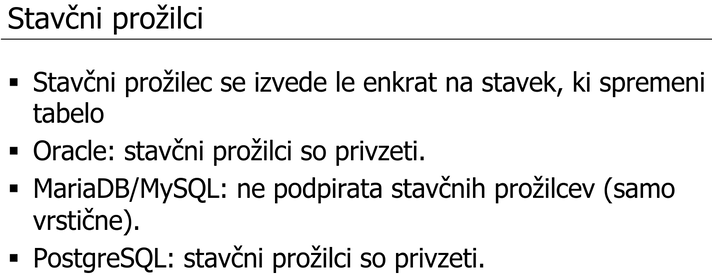 Stavčni prožilci
▪ Stavčni prožilec se izvede le enkrat na stavek, ki spremeni
tabelo
▪ Oracle: stavčni prožilci so privzeti.
▪ MariaDB/MySQL: ne podpirata stavčnih prožilcev (samo
vrstične).
▪ PostgreSQL: stavčni prožilci so privzeti.